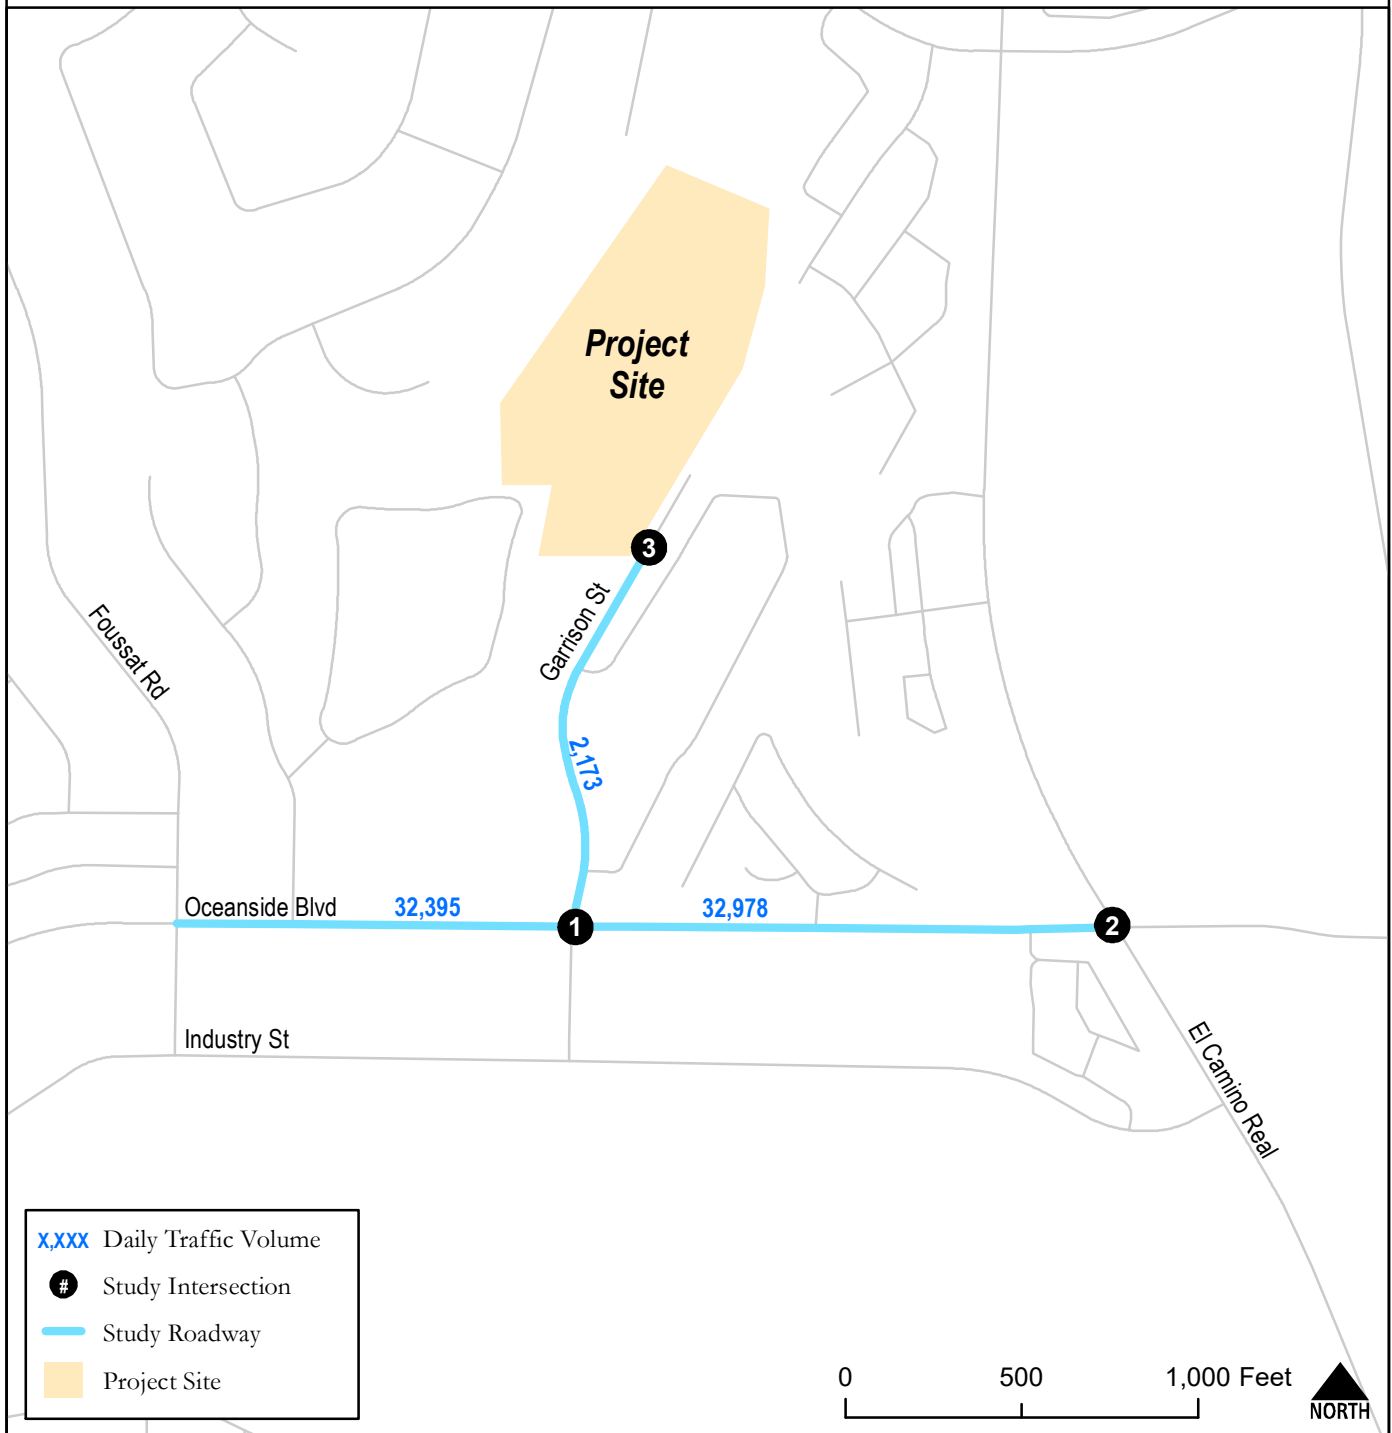 Project
Site
3
Garrison St
Foussat Rd
2,173
Oceanside Blvd
32,395
32,978
1
2
Industry St
El Camino Real
X,XXX Daily Traffic Volume
# Study Intersection
Study Roadway
Project Site
0 500 1,000 Feet
NORTH